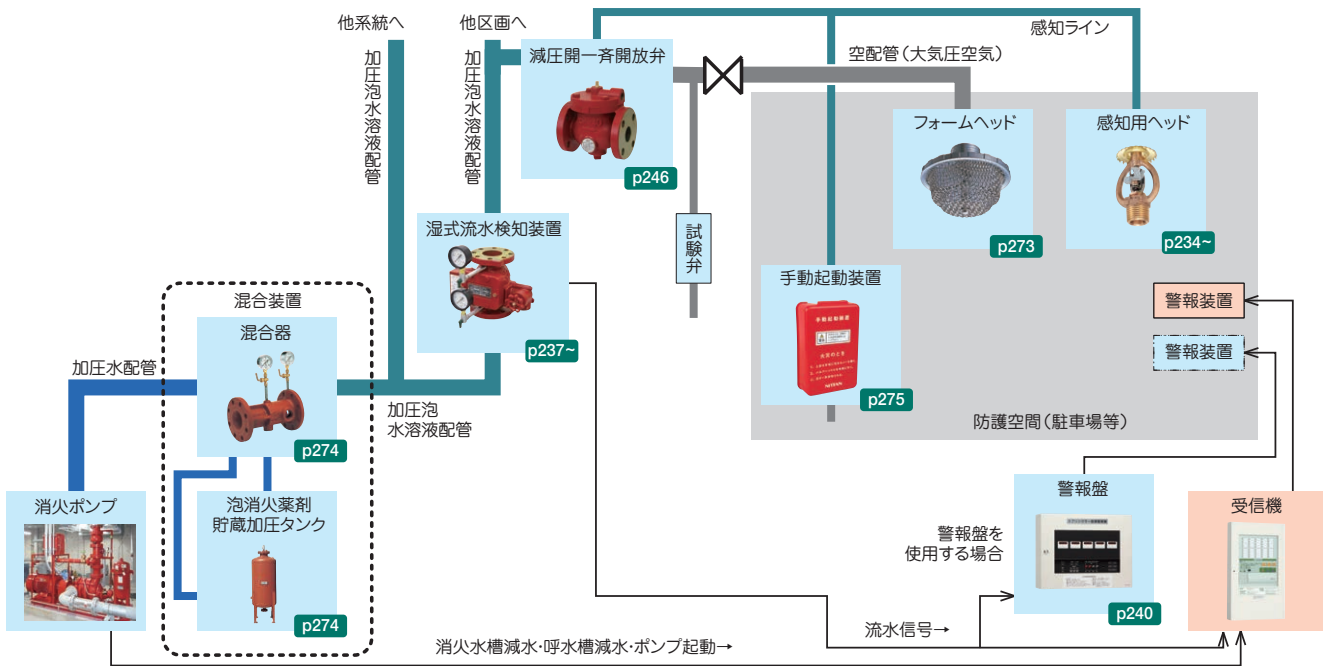 他系統へ
他区画へ
感知ライン
加圧泡水溶液配管
加圧泡水溶液配管
減圧開一斉開放弁
p246
空配管(大気圧空気)
フォームヘッド
p273
感知用ヘッド
p234~
湿式流水検知装置
p237~
試験弁
手動起動装置
手動起動装置
p275
警報装置
警報装置
防護空間(駐車場等)
混合装置
混合器
p274
加圧水配管
加圧泡
水溶液配管
消火ポンプ
泡消火薬剤
貯蔵加圧タンク
p274
警報盤
p240
警報盤を
使用する場合
受信機
流水信号→
消火水槽減水・呼水槽減水・ポンプ起動→